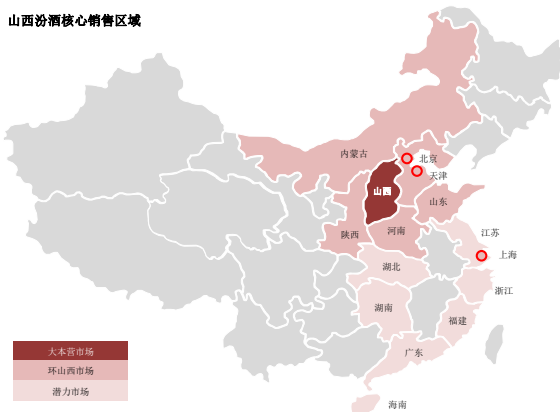 山西汾酒核心销售区域
内蒙古
北京
天津
山西
山东
陕西
河南
江苏
上海
湖北
浙江
湖南
福建
广东
海南
大本营市场
环山西市场
潜力市场